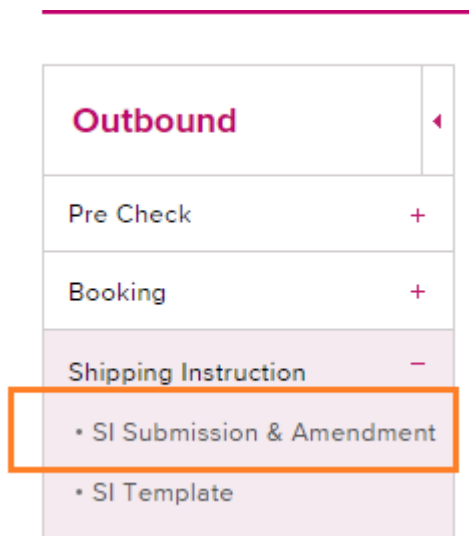 Outbound
Pre Check +
Booking +
Shipping Instruction −
• SI Submission & Amendment
• SI Template